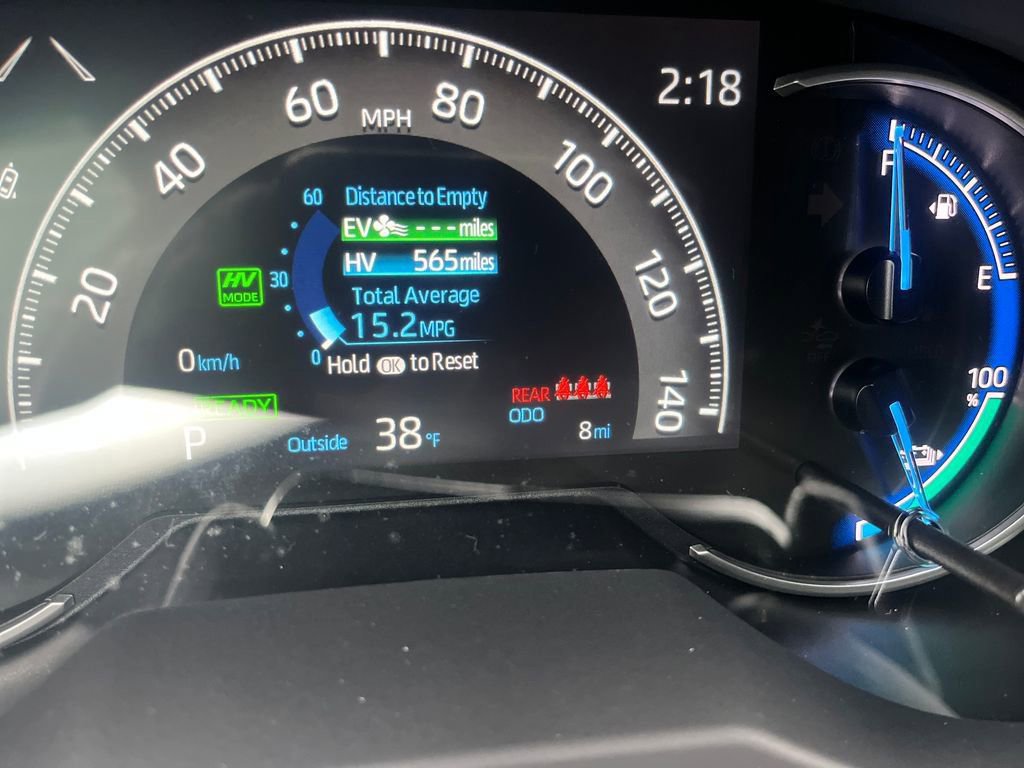 2:18
60 MPH 80
40
100
20
120
140
60
30
0
Distance to Empty
EV --- miles
HV 565 miles
Total Average
15.2 MPG
Hold OK to Reset
HV
MODE
0 km/h
READY
P
Outside 38 °F
REAR
ODO
8 mi
F
E
100
%